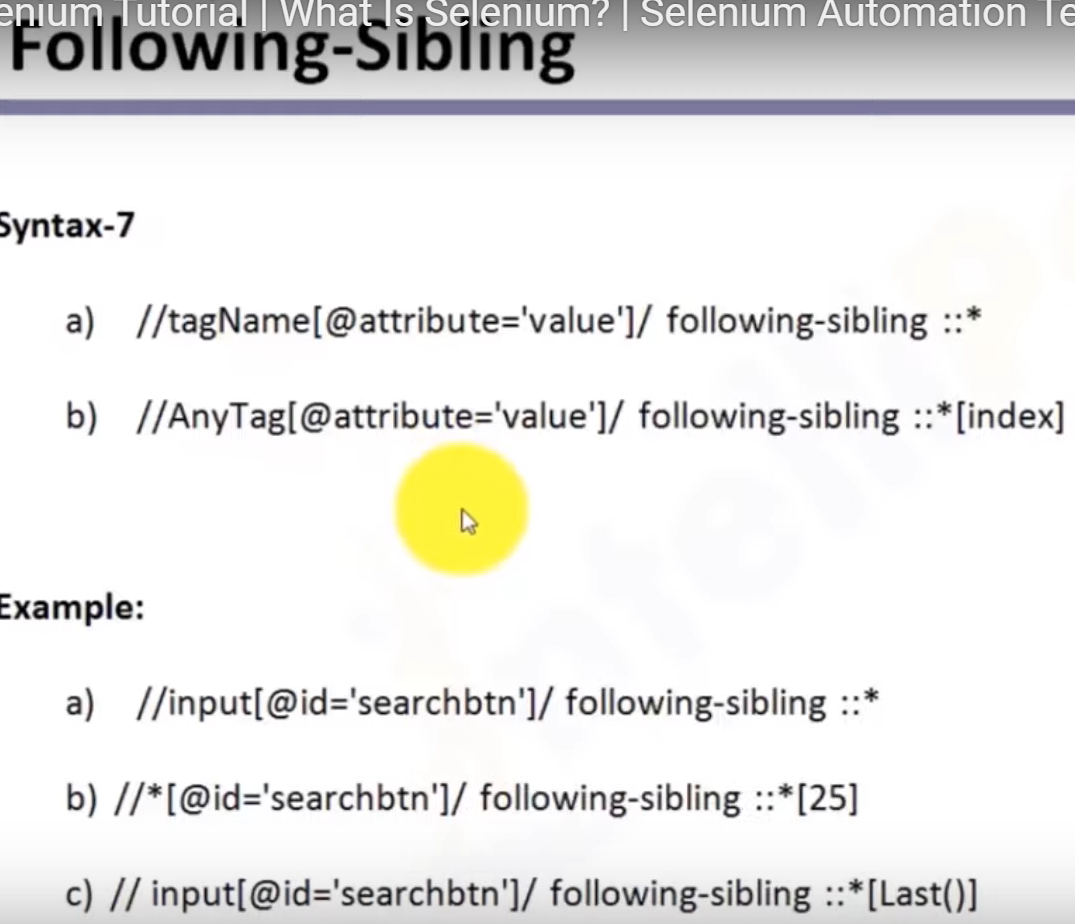 enium Tutorial | What Is Selenium? | Selenium Automation Te
Following-Sibling
Syntax-7
a) //tagName[@attribute='value']/ following-sibling ::*
b) //AnyTag[@attribute='value']/ following-sibling ::*[index]
Example:
a) //input[@id='searchbtn']/ following-sibling ::*
b) //*[@id='searchbtn']/ following-sibling ::*[25]
c) // input[@id='searchbtn']/ following-sibling ::*[Last()]